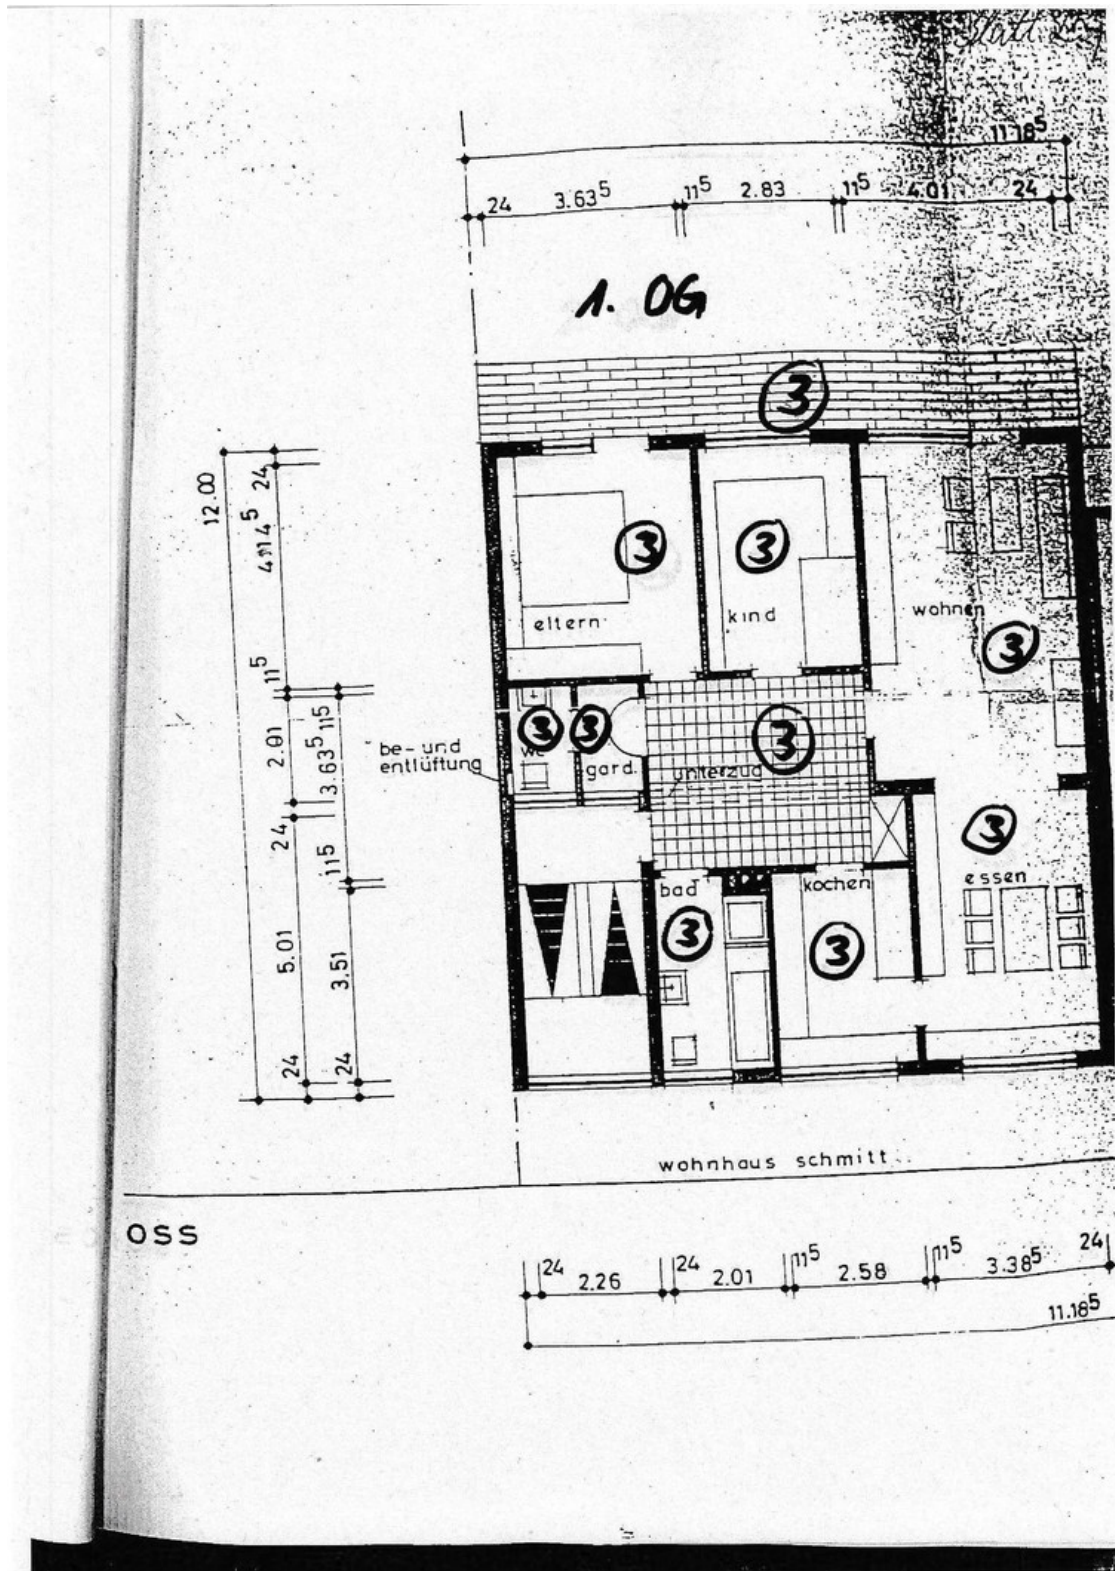 Blatt
11.18⁵
24 3.63⁵ 11⁵ 2.83 11⁵ 4.01 24
1. OG
3
12.00
24
4.14⁵
11⁵
2.01
24
5.01
24
11⁵
3.63⁵
11⁵
3.51
24
3
eltern
3
kind
wohnen
3
be- und
entlüftung
3
wc
3
gard.
3
unterzug
3
essen
bad
3
kochen
3
wohnhaus schmitt
OSS
24 2.26 24 2.01 11⁵ 2.58 11⁵ 3.38⁵ 24
11.18⁵